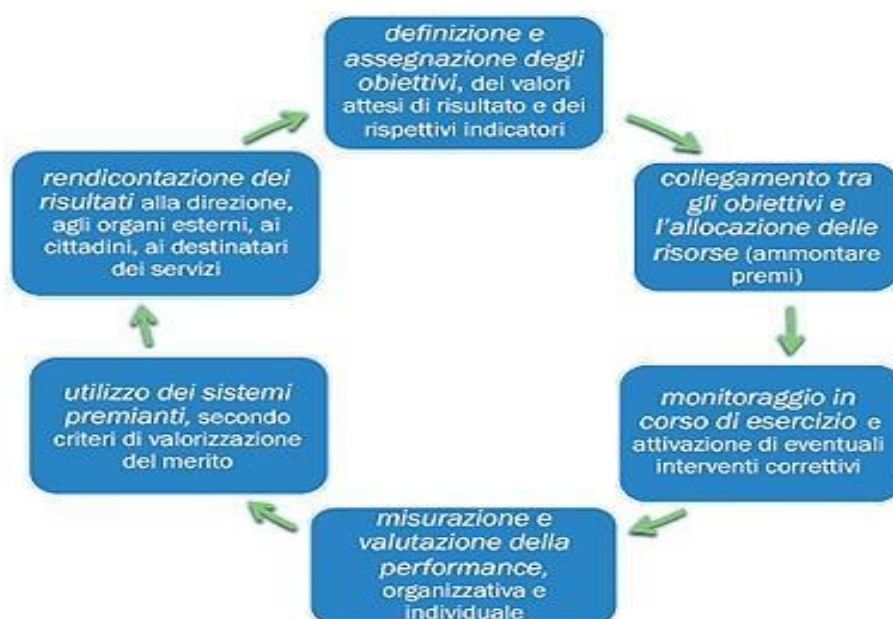 definizione e
assegnazione degli
obiettivi, dei valori
attesi di risultato e dei
rispettivi indicatori
collegamento tra
gli obiettivi e
l'allocazione delle
risorse (ammontare
premi)
monitoraggio in
corso di esercizio e
attivazione di eventuali
interventi correttivi
misurazione e
valutazione della
performance,
organizzativa e
individuale
utilizzo dei sistemi
premianti, secondo
criteri di valorizzazione
del merito
rendicontazione dei
risultati alla direzione,
agli organi esterni, ai
cittadini, ai destinatari
dei servizi